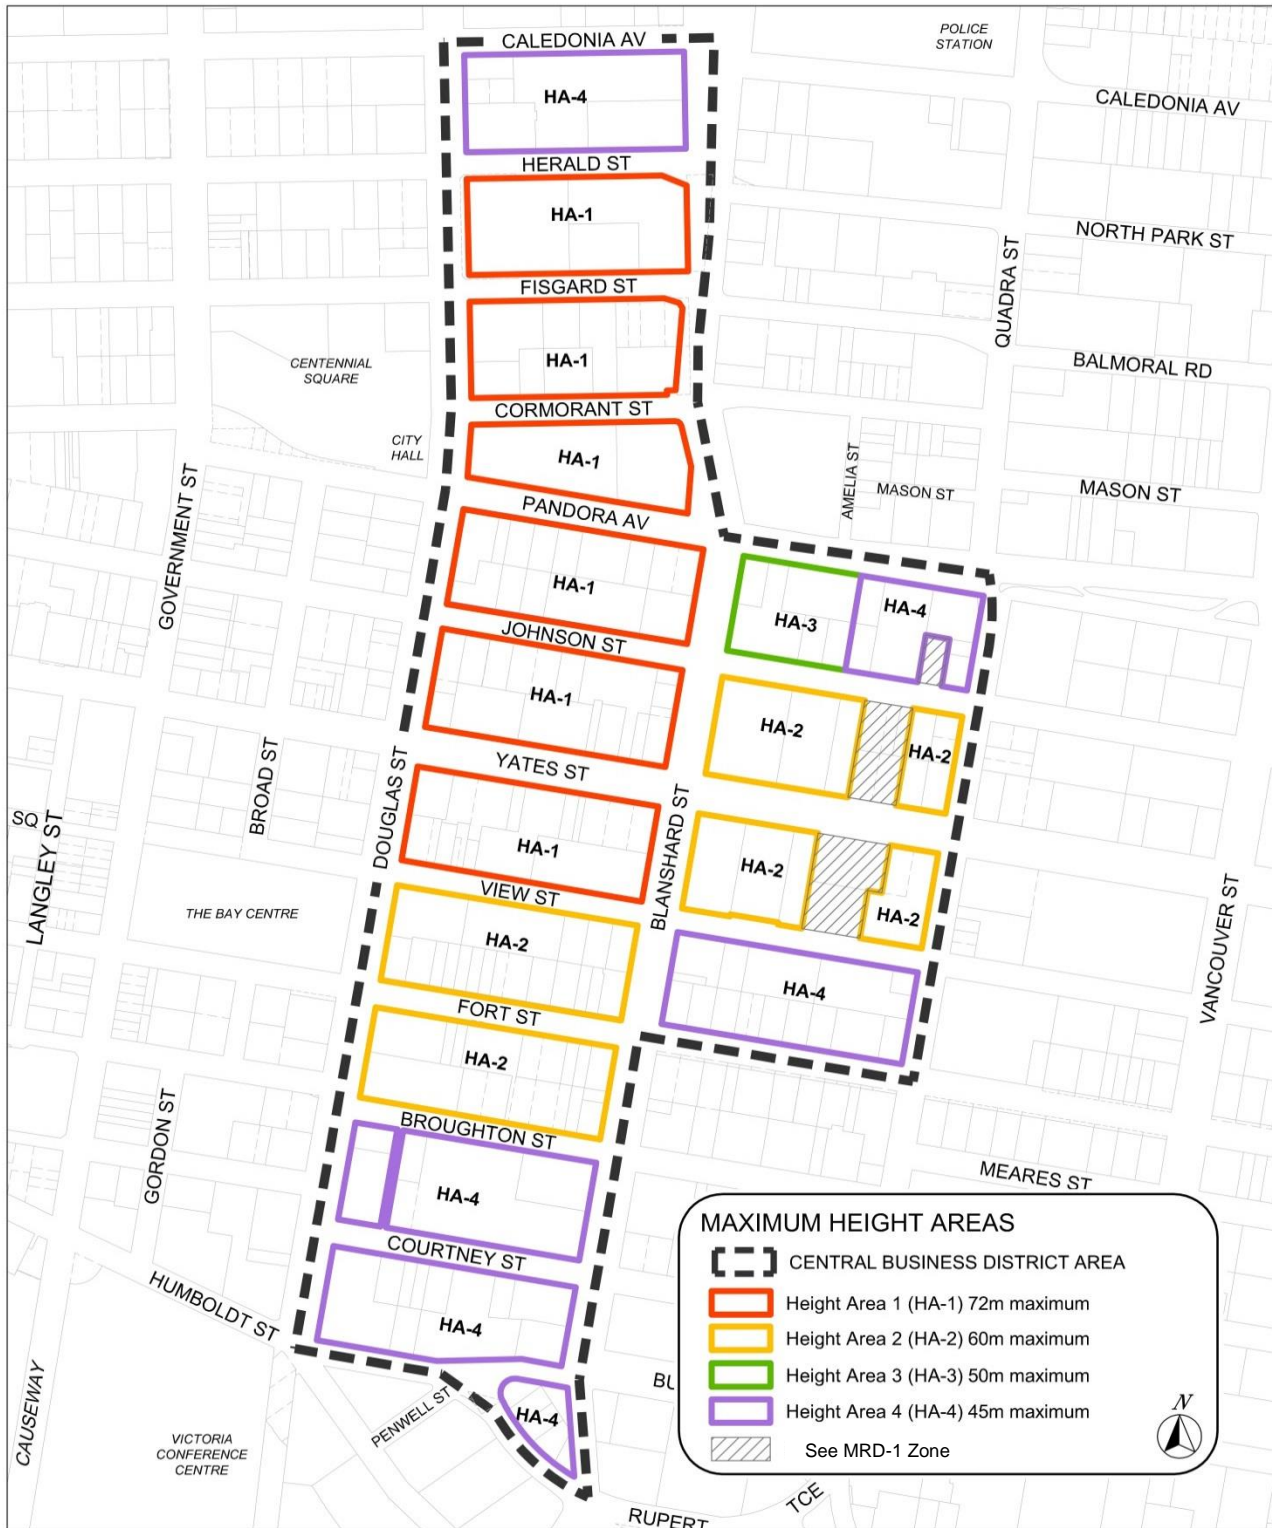 POLICE
STATION
CALEDONIA AV
CALEDONIA AV
HA-4
HERALD ST
HA-1
NORTH PARK ST
QUADRA ST
FISGARD ST
CENTENNIAL
SQUARE
HA-1
BALMORAL RD
CORMORANT ST
CITY
HALL
HA-1
AMELIA ST
MASON ST
MASON ST
GOVERNMENT ST
PANDORA AV
HA-1
HA-3
HA-4
JOHNSON ST
HA-1
HA-2
HA-2
YATES ST
BROAD ST
DOUGLAS ST
BLANSHARD ST
SQ
LANGLEY ST
HA-1
HA-2
HA-2
VIEW ST
THE BAY CENTRE
HA-2
VANCOUVER ST
HA-4
FORT ST
HA-2
GORDON ST
BROUGHTON ST
MEARES ST
HA-4
COURTNEY ST
HUMBOLDT ST
HA-4
BU
CAUSEWAY
PENWELL ST
HA-4
VICTORIA
CONFERENCE
CENTRE
MAXIMUM HEIGHT AREAS
CENTRAL BUSINESS DISTRICT AREA
Height Area 1 (HA-1) 72m maximum
Height Area 2 (HA-2) 60m maximum
Height Area 3 (HA-3) 50m maximum
Height Area 4 (HA-4) 45m maximum
See MRD-1 Zone
N
RUPERT
TCE